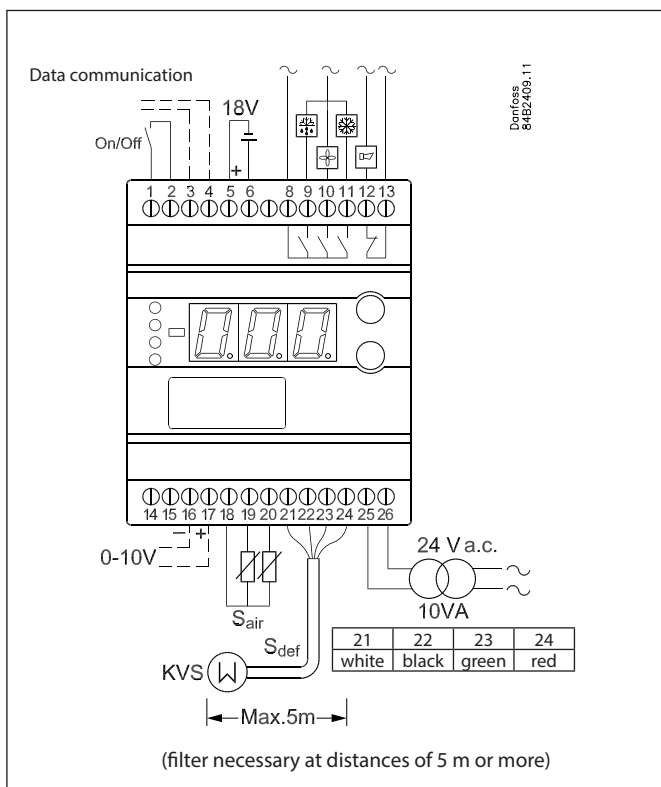 Data communication
18V
On/Off
+
Danfoss
84B2409.11
1 2 3 4 5 6 8 9 10 11 12 13
14 15 16 17 18 19 20 21 22 23 24 25 26
− +
0-10V
24 V a.c.
10VA
Sair
Sdef
KVS
21 22 23 24
white black green red
Max.5m
(filter necessary at distances of 5 m or more)